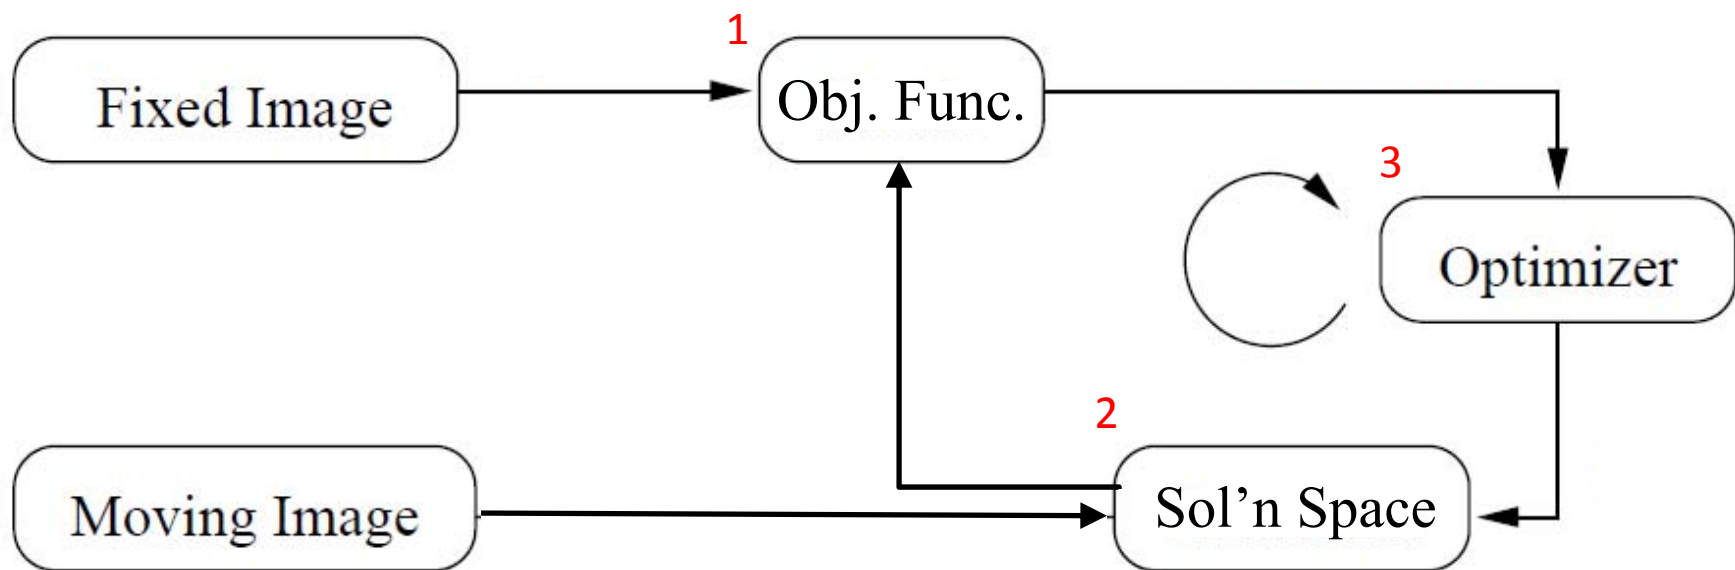 1
Fixed Image
Obj. Func.
3
Optimizer
2
Moving Image
Sol’n Space